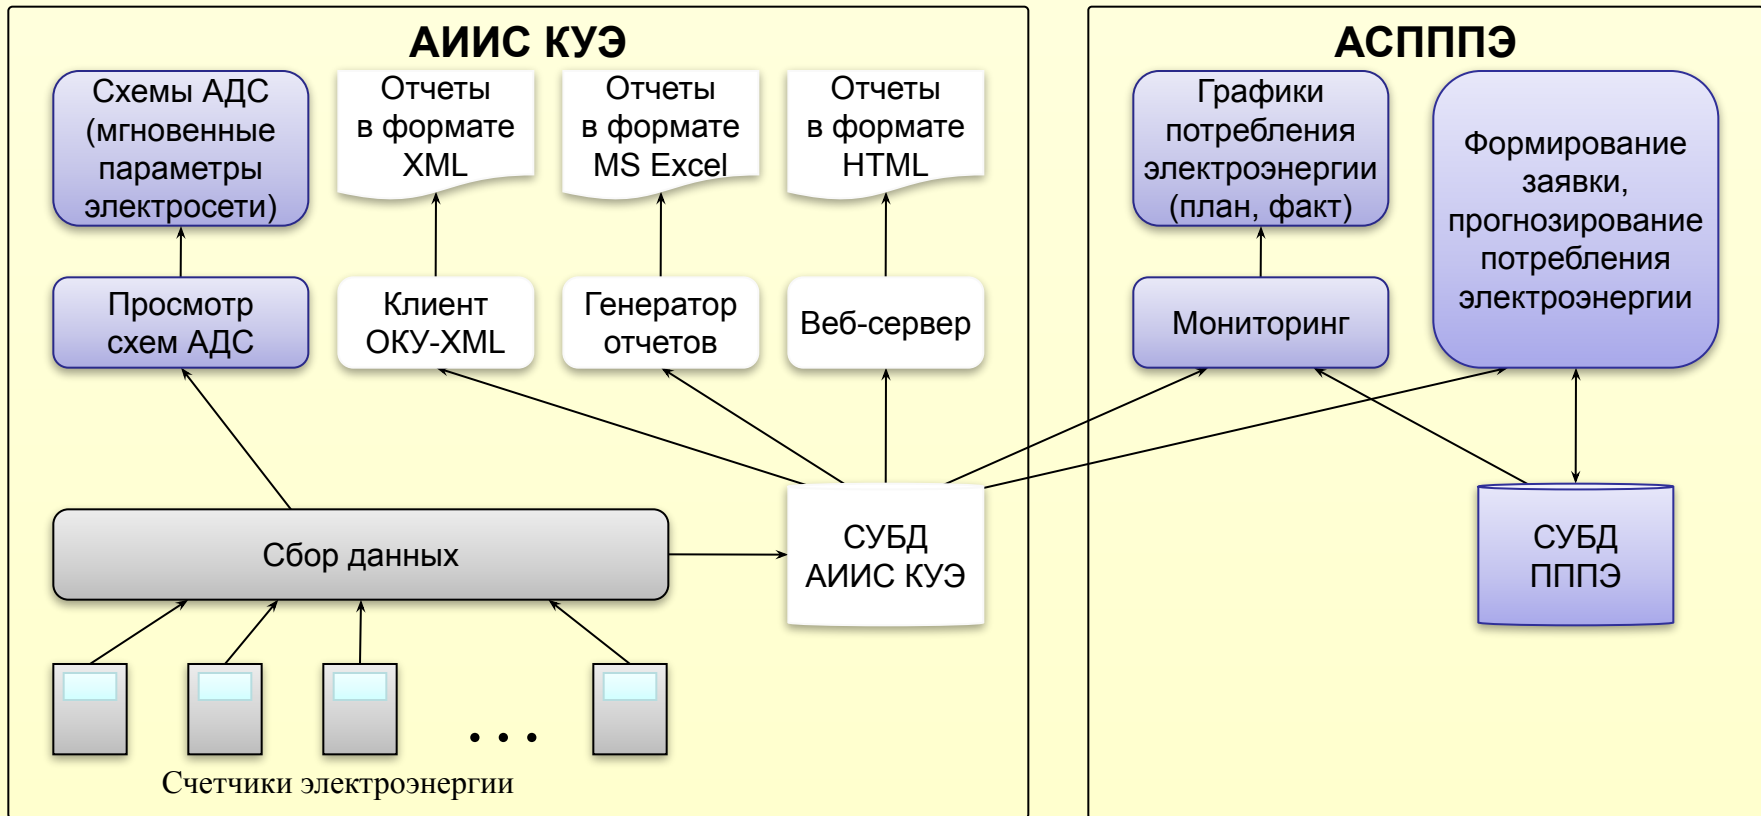 АИИС КУЭ
Схемы АДС
(мгновенные
параметры
электросети)
Отчеты
в формате
XML
Отчеты
в формате
MS Excel
Отчеты
в формате
HTML
Просмотр
схем АДС
Клиент
ОКУ-XML
Генератор
отчетов
Веб-сервер
Сбор данных
СУБД
АИИС КУЭ
...
Счетчики электроэнергии
АСПППЭ
Графики
потребления
электроэнергии
(план, факт)
Формирование
заявки,
прогнозирование
потребления
электроэнергии
Мониторинг
СУБД
ПППЭ